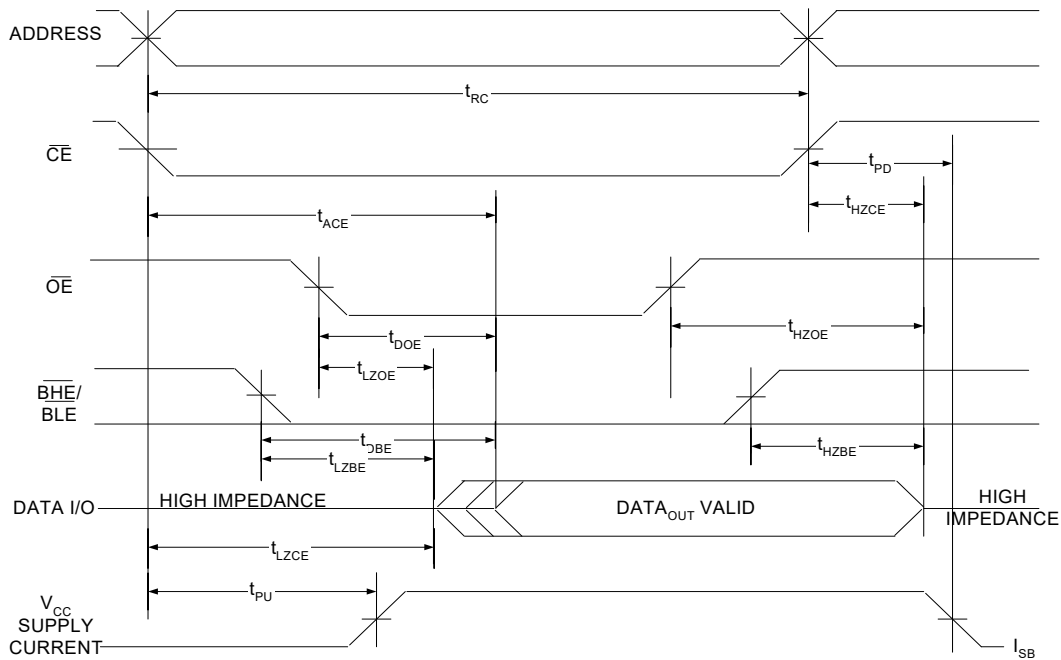 ADDRESS
tRC
CE
tPD
tHZCE
tACE
OE
tHZOE
tDOE
tLZOE
BHE/
BLE
tDBE
tHZBE
tLZBE
DATA I/O
HIGH IMPEDANCE
DATAOUT VALID
HIGH
IMPEDANCE
tLZCE
tPU
VCC
SUPPLY
CURRENT
ISB